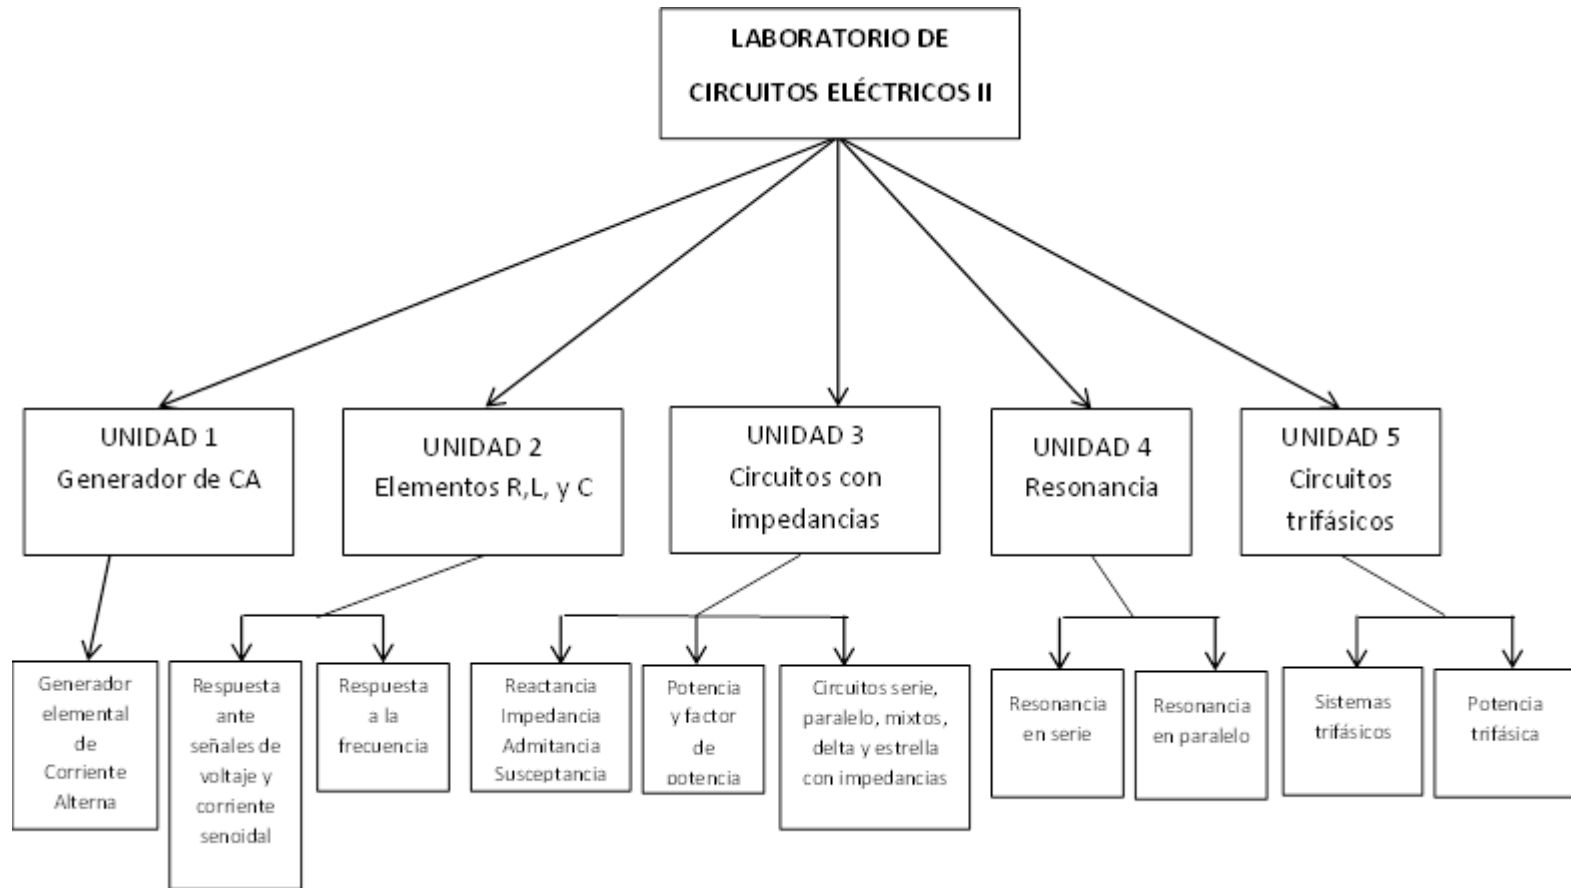 LABORATORIO DE
CIRCUITOS ELÉCTRICOS II
UNIDAD 1
Generador de CA
UNIDAD 2
Elementos R,L, y C
UNIDAD 3
Circuitos con
impedancias
UNIDAD 4
Resonancia
UNIDAD 5
Circuitos
trifásicos
Generador
elemental
de
Corriente
Alterna
Respuesta
ante
señales de
voltaje y
corriente
senoidal
Respuesta
a la
frecuencia
Reactancia
Impedancia
Admitancia
Susceptancia
Potencia
y factor
de
potencia
Circuitos serie,
paralelo, mixtos,
delta y estrella
con impedancias
Resonancia
en serie
Resonancia
en paralelo
Sistemas
trifásicos
Potencia
trifásica